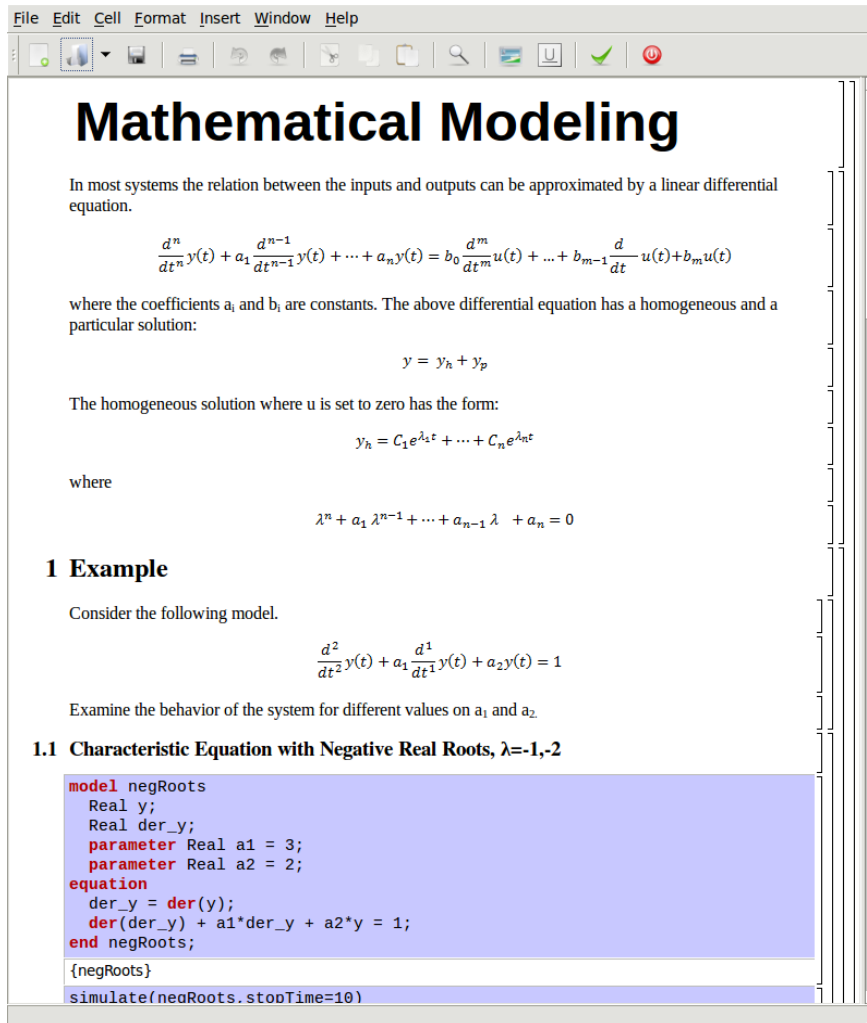 File Edit Cell Format Insert Window Help
U
Mathematical Modeling
In most systems the relation between the inputs and outputs can be approximated by a linear differential
equation.
dⁿ/dtⁿ y(t) + a₁ dⁿ⁻¹/dtⁿ⁻¹ y(t) + ⋯ + aₙy(t) = b₀ dᵐ/dtᵐ u(t) + … + bₘ₋₁ d/dt u(t)+bₘu(t)
where the coefficients aᵢ and bᵢ are constants. The above differential equation has a homogeneous and a
particular solution:
y = yₕ + yₚ
The homogeneous solution where u is set to zero has the form:
yₕ = C₁e^λ₁t + ⋯ + Cₙe^λₙt
where
λⁿ + a₁ λⁿ⁻¹ + ⋯ + aₙ₋₁ λ + aₙ = 0
1 Example
Consider the following model.
d²/dt² y(t) + a₁ d¹/dt¹ y(t) + a₂y(t) = 1
Examine the behavior of the system for different values on a₁ and a₂.
1.1 Characteristic Equation with Negative Real Roots, λ=-1,-2
model negRoots
Real y;
Real der_y;
parameter Real a1 = 3;
parameter Real a2 = 2;
equation
der_y = der(y);
der(der_y) + a1*der_y + a2*y = 1;
end negRoots;
{negRoots}
simulate(negRoots,stopTime=10)